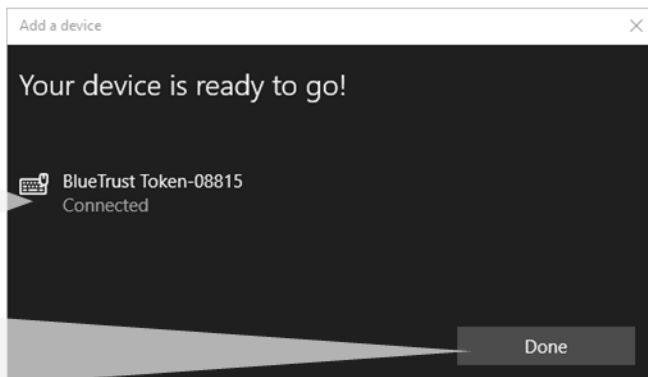 Add a device
Your device is ready to go!
BlueTrust Token-08815
Connected
Done